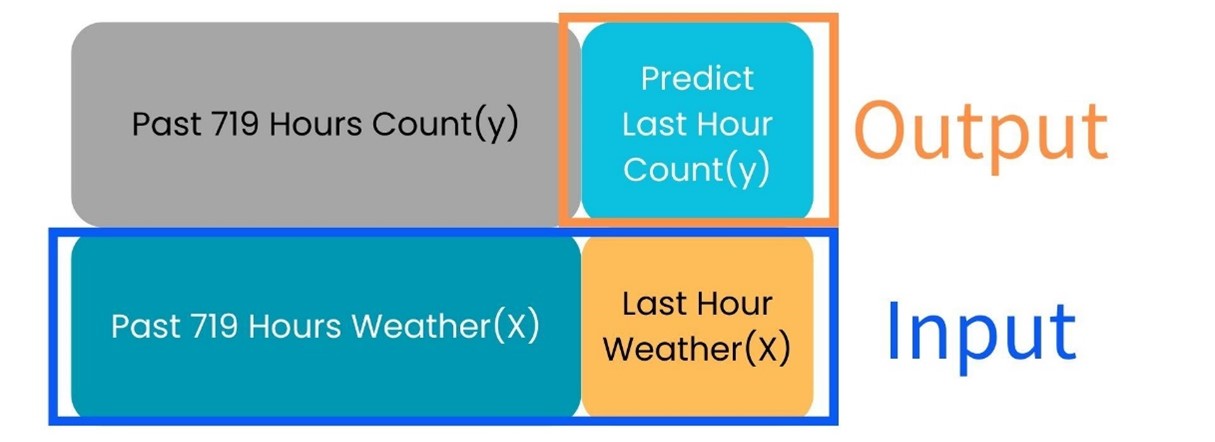 Past 719 Hours Count(y)
Predict
Last Hour
Count(y)
Output
Past 719 Hours Weather(X)
Last Hour
Weather(X)
Input